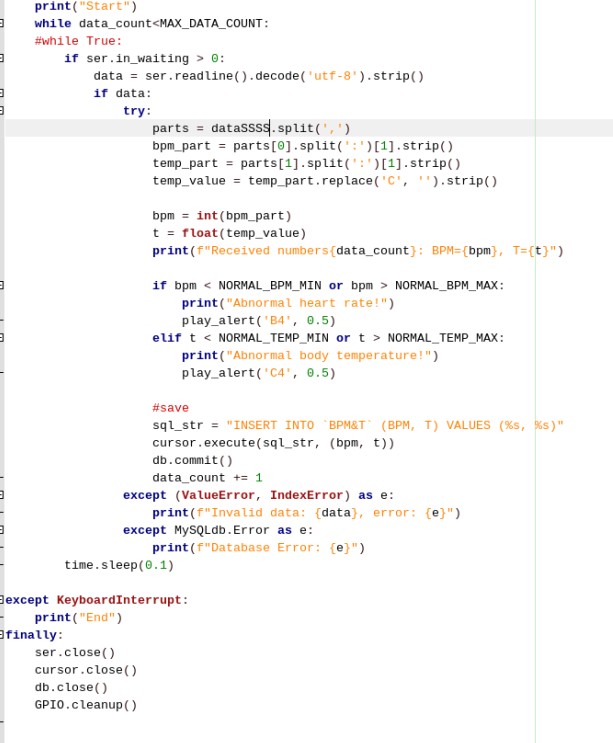 print("Start")
    while data_count<MAX_DATA_COUNT:
    #while True:
        if ser.in_waiting > 0:
            data = ser.readline().decode('utf-8').strip()
            if data:
                try:
                    parts = dataSSSS.split(',')
                    bpm_part = parts[0].split(':')[1].strip()
                    temp_part = parts[1].split(':')[1].strip()
                    temp_value = temp_part.replace('C', '').strip()

                    bpm = int(bpm_part)
                    t = float(temp_value)
                    print(f"Received numbers{data_count}: BPM={bpm}, T={t}")

                    if bpm < NORMAL_BPM_MIN or bpm > NORMAL_BPM_MAX:
                        print("Abnormal heart rate!")
                        play_alert('B4', 0.5)
                    elif t < NORMAL_TEMP_MIN or t > NORMAL_TEMP_MAX:
                        print("Abnormal body temperature!")
                        play_alert('C4', 0.5)

                    #save
                    sql_str = "INSERT INTO `BPM&T` (BPM, T) VALUES (%s, %s)"
                    cursor.execute(sql_str, (bpm, t))
                    db.commit()
                    data_count += 1
                except (ValueError, IndexError) as e:
                    print(f"Invalid data: {data}, error: {e}")
                except MySQLdb.Error as e:
                    print(f"Database Error: {e}")
        time.sleep(0.1)

except KeyboardInterrupt:
    print("End")
finally:
    ser.close()
    cursor.close()
    db.close()
    GPIO.cleanup()